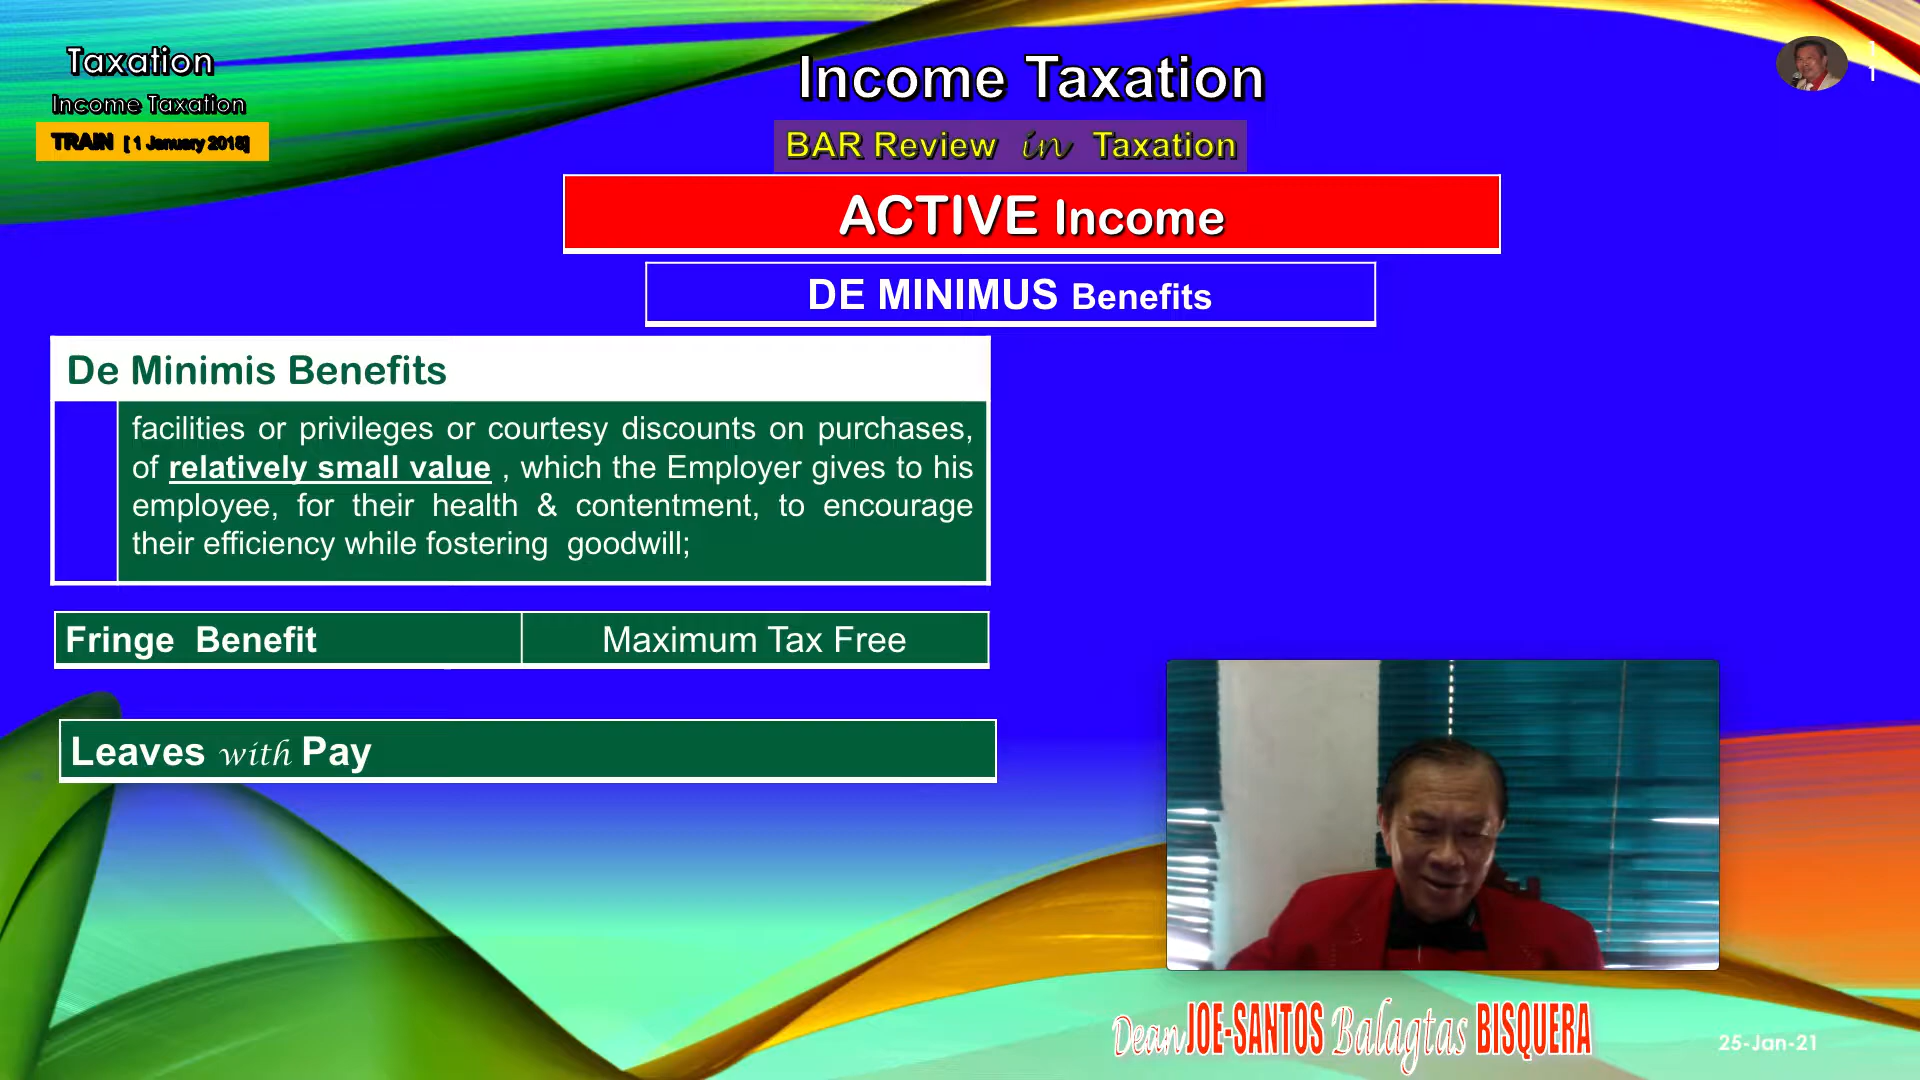 Taxation
Income Taxation
TRAIN [ 1 January 2018]
Income Taxation
1
1
BAR Review in Taxation
ACTIVE Income
DE MINIMUS Benefits
De Minimis Benefits
facilities or privileges or courtesy discounts on purchases,
of relatively small value , which the Employer gives to his
employee, for their health & contentment, to encourage
their efficiency while fostering goodwill;
Fringe Benefit Maximum Tax Free
Leaves with Pay
Dean JOE-SANTOS Balagtas BISQUERA
25-Jan-21